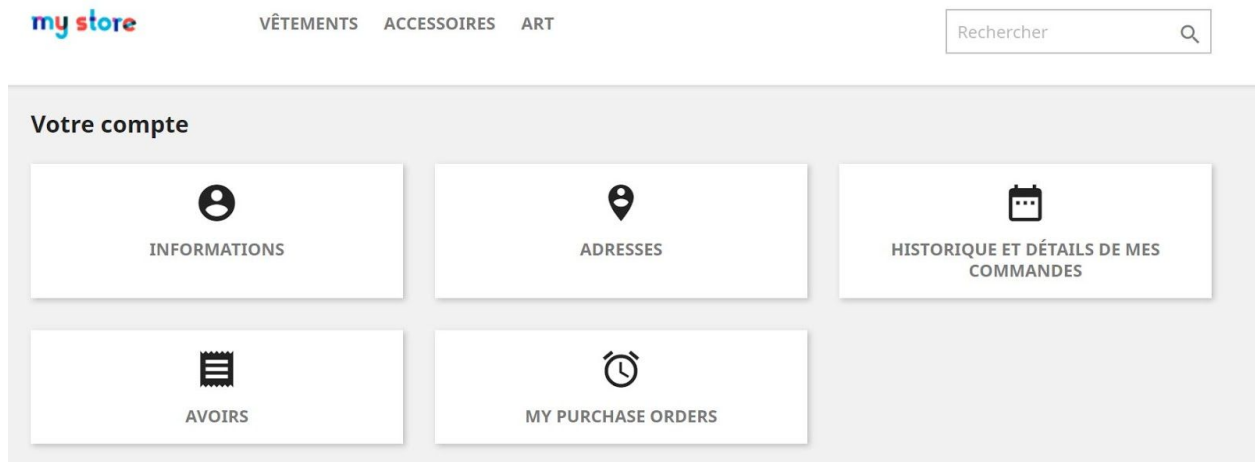 my store
VÊTEMENTS ACCESSOIRES ART
Rechercher
Votre compte
INFORMATIONS
ADRESSES
HISTORIQUE ET DÉTAILS DE MES
COMMANDES
AVOIRS
MY PURCHASE ORDERS